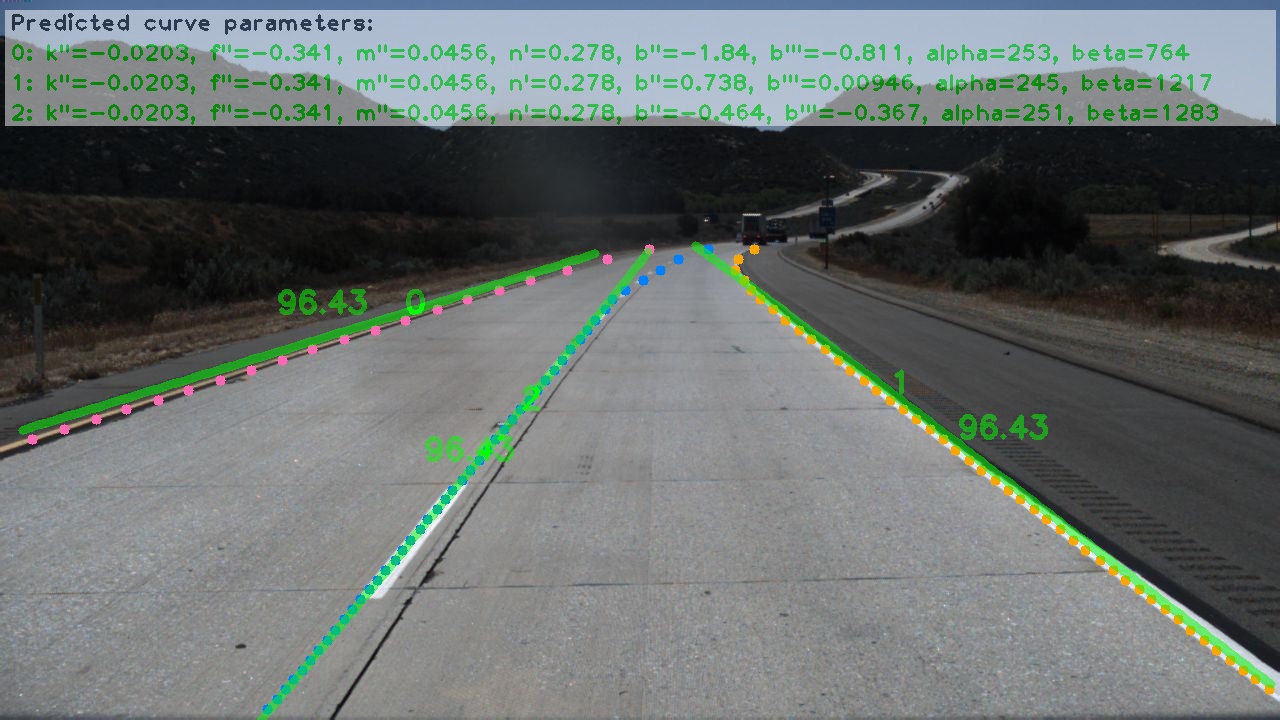 Predicted curve parameters:
0: k''=-0.0203, f''=-0.341, m''=0.0456, n'=0.278, b''=-1.84, b'''=-0.811, alpha=253, beta=764
1: k''=-0.0203, f''=-0.341, m''=0.0456, n'=0.278, b''=0.738, b'''=0.00946, alpha=245, beta=1217
2: k''=-0.0203, f''=-0.341, m''=0.0456, n'=0.278, b''=-0.464, b'''=-0.367, alpha=251, beta=1283
96.43 0
1
2
96.43
96.43